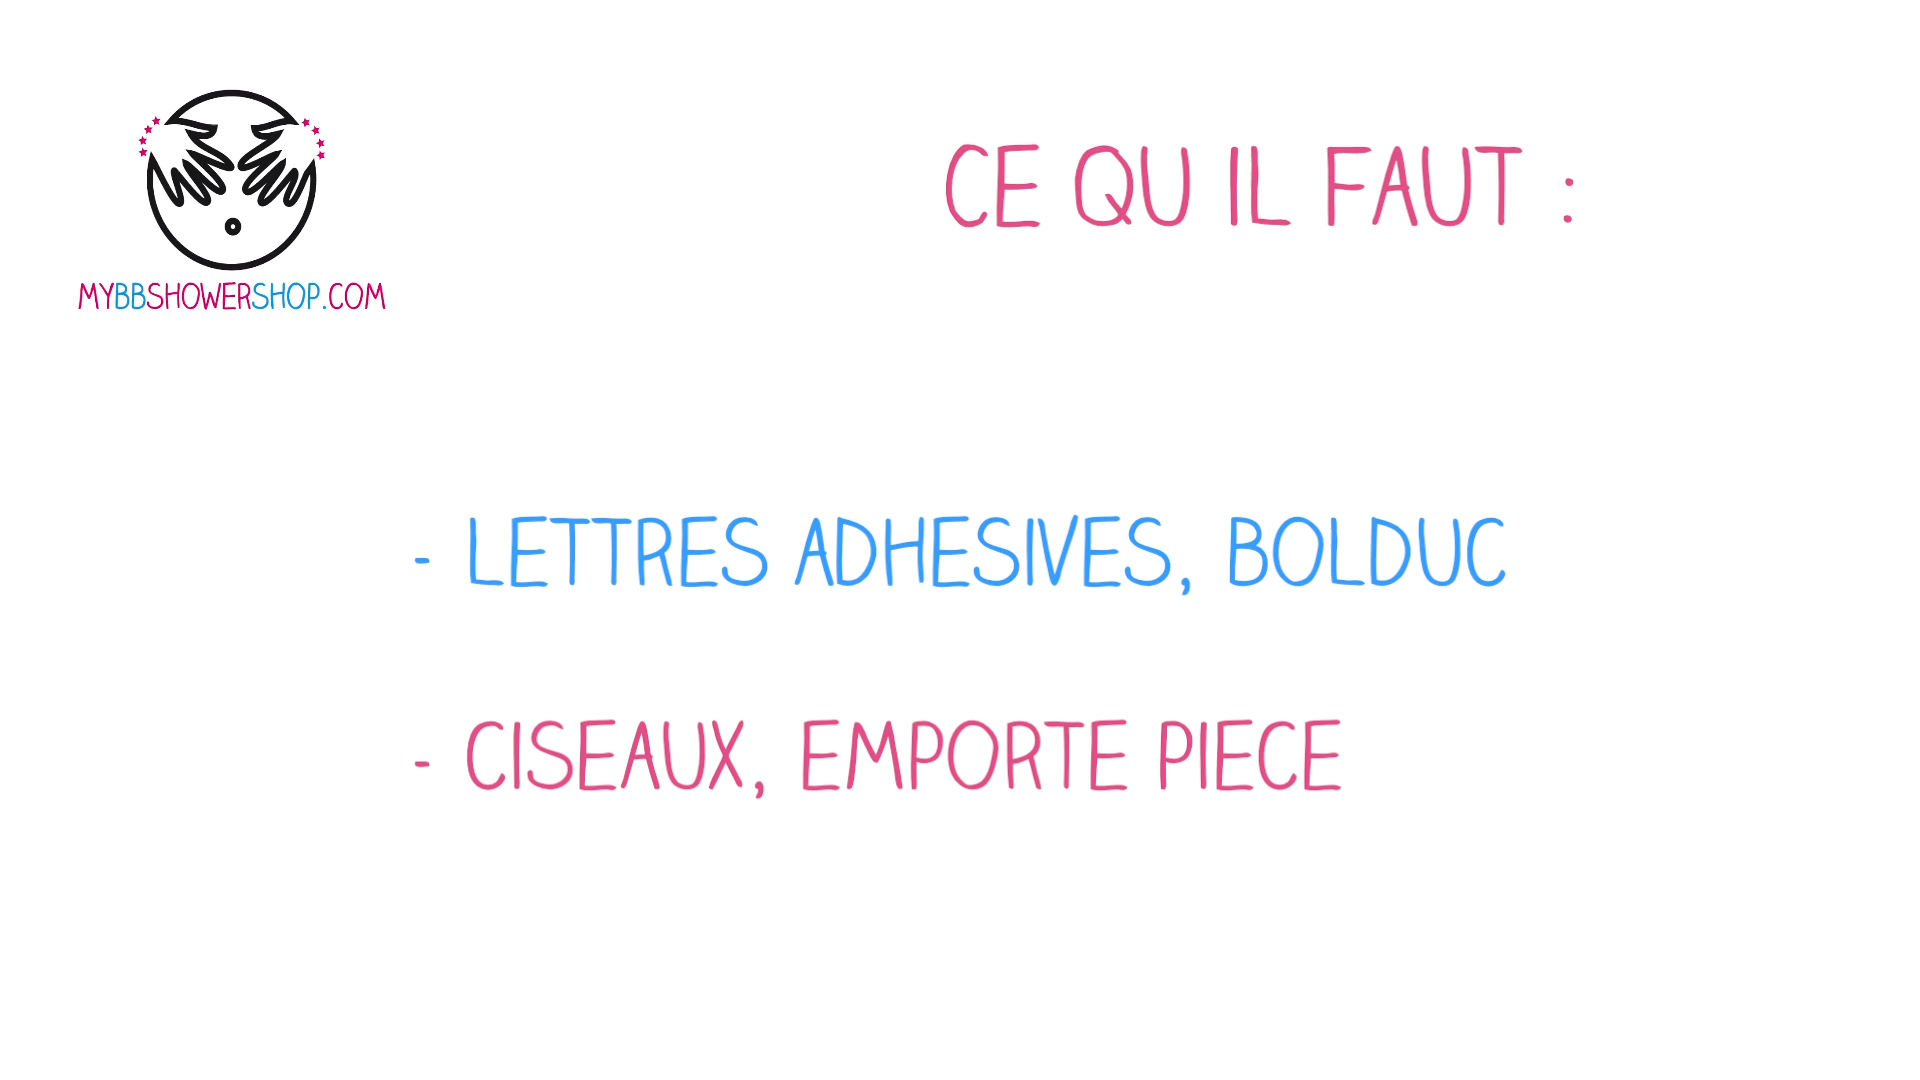 CE QU IL FAUT :
MYBBSHOWERSHOP.COM
- LETTRES ADHESIVES, BOLDUC
- CISEAUX, EMPORTE PIECE